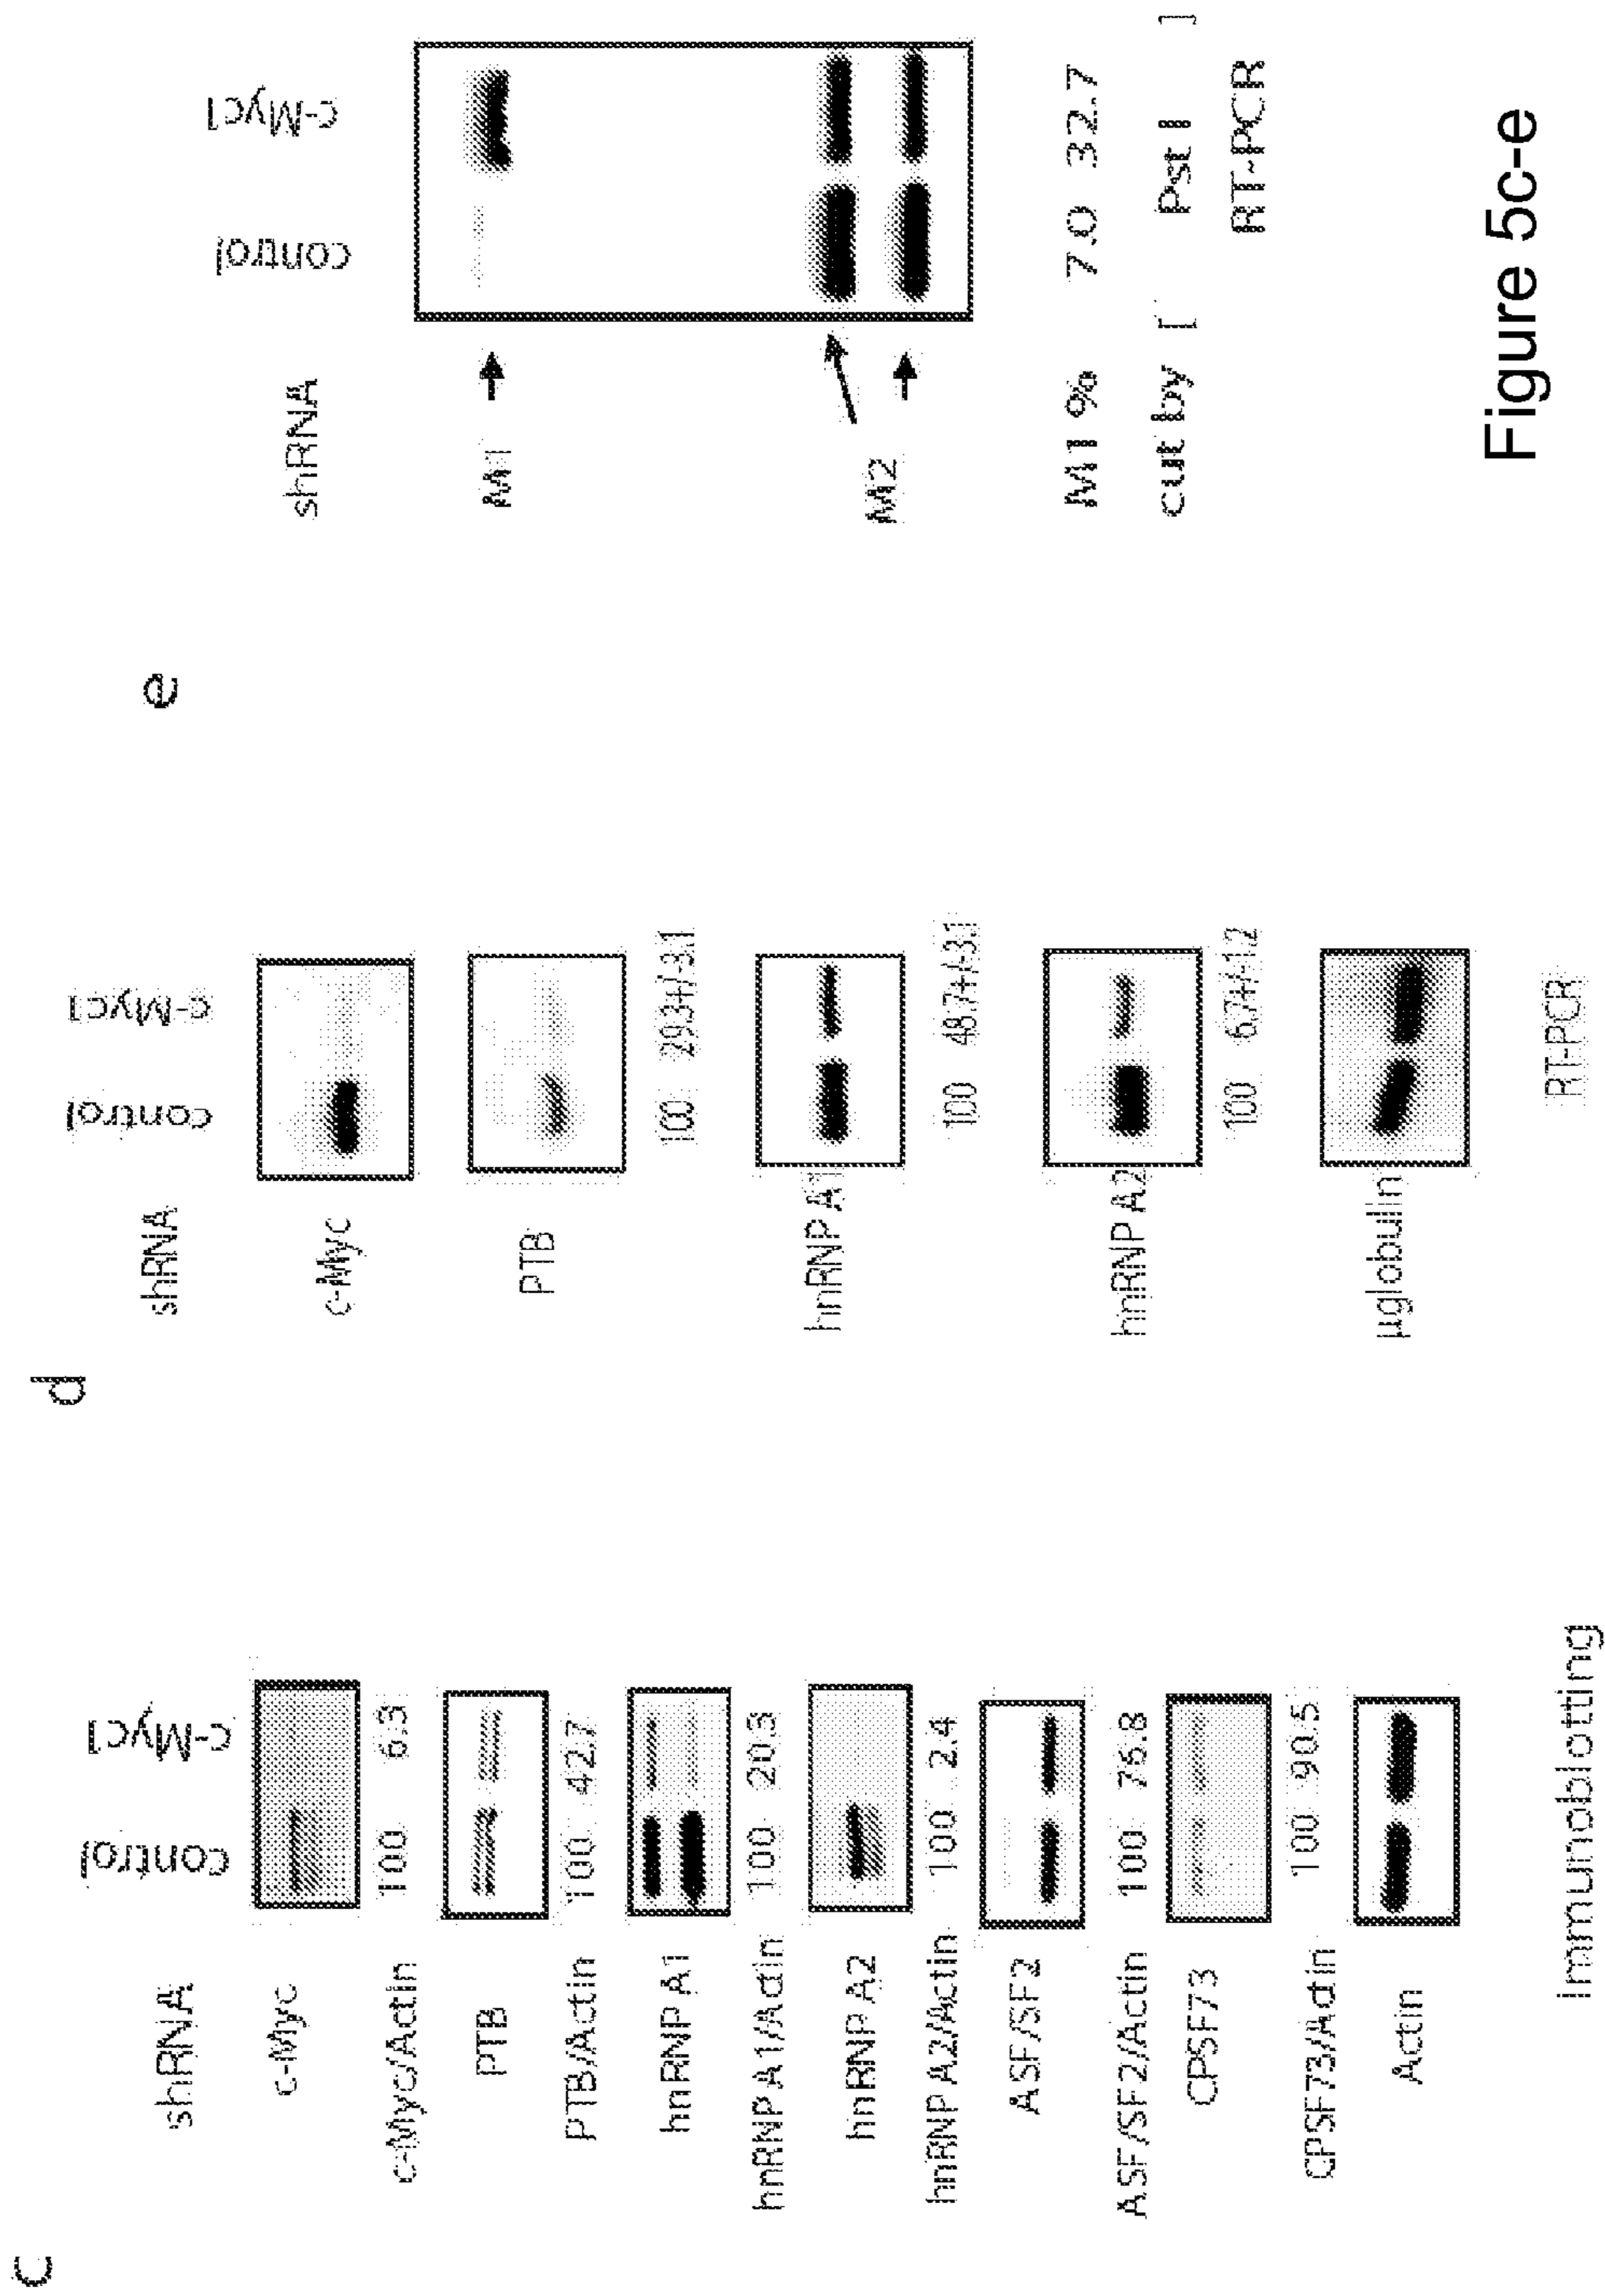 c
shRNA
Control
c-Myc1
c-Myc
c-Myc/Actin
100 6.3
PTB
PTB/Actin
100 42.7
hnRNP A1
hnRNP A1/Actin
100 20.3
hnRNP A2
hnRNP A2/Actin
100 2.4
ASF/SF2
ASF/SF2/Actin
100 76.8
CPSF73
CPSF73/Actin
100 90.5
Actin
Immunoblotting
d
shRNA
Control
c-Myc1
c-Myc
PTB
100 29.3+/-3.1
hnRNP A1
100 48.7+/-3.1
hnRNP A2
100 6.7+/-1.2
µglobulin
RT-PCR
e
shRNA
control
c-Myc1
M1
M2
M1 % 7.0 32.7
cut by [ Pst I ]
RT-PCR
Figure 5c-e